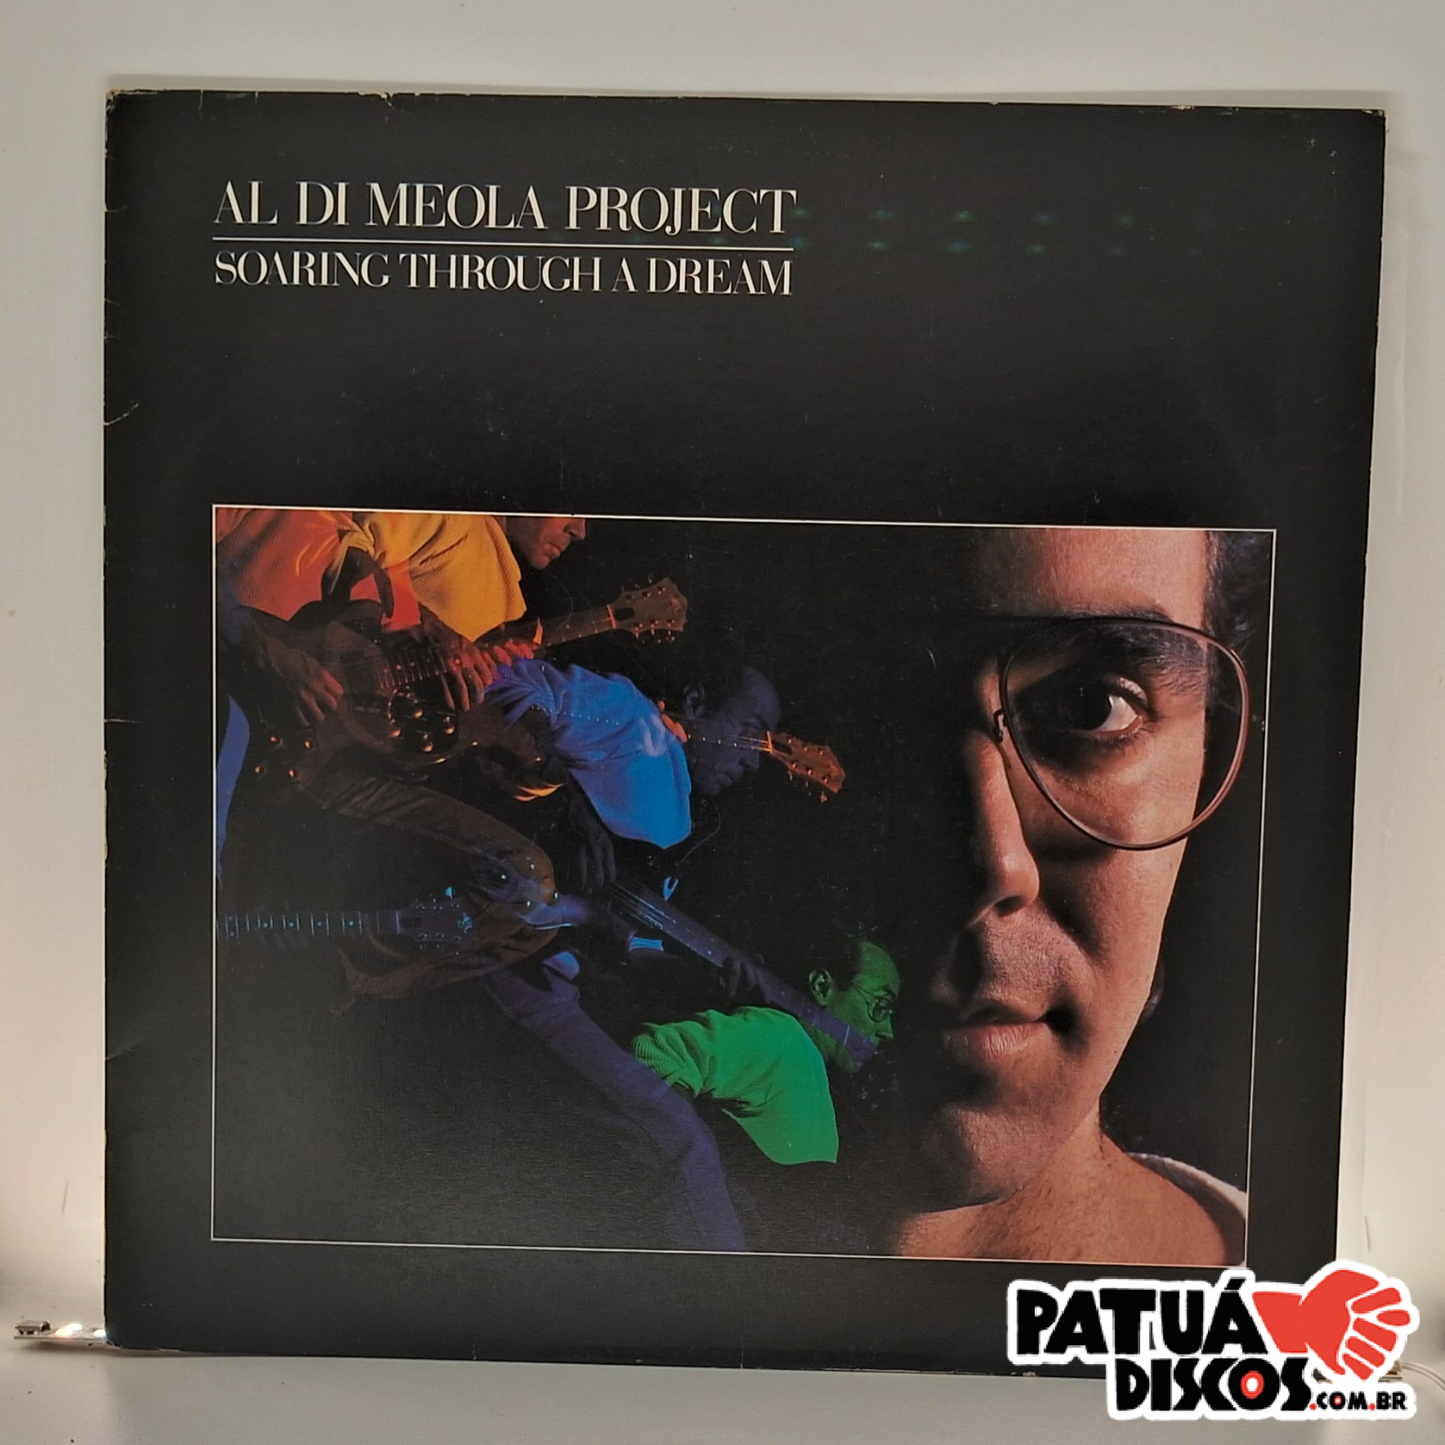 AL DI MEOLA PROJECT
SOARING THROUGH A DREAM
PATUÁ
DISCOS.COM.BR